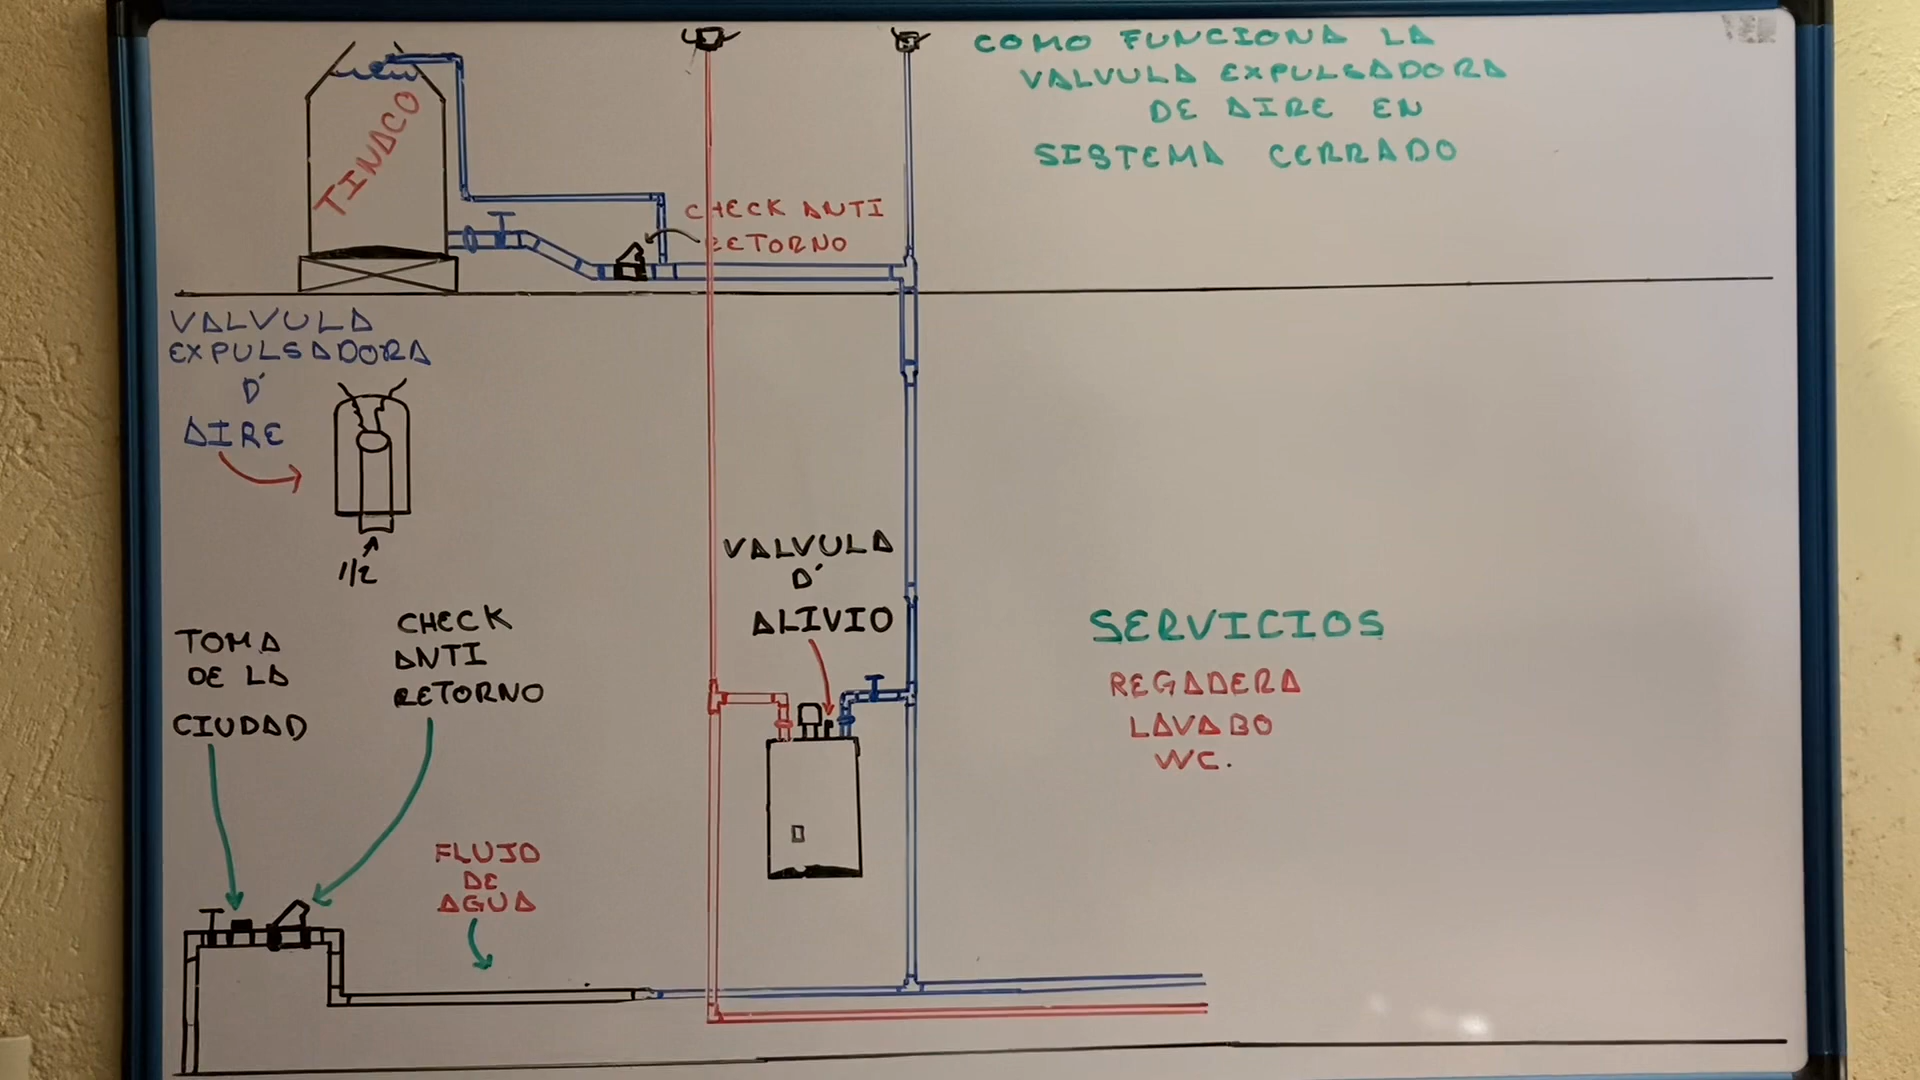 COMO FUNCIONA LA
VALVULA EXPULSADORA
DE AIRE EN
SISTEMA CERRADO
TINACO
CHECK ANTI
RETORNO
VALVULA
EXPULSADORA
D'
AIRE
1/2
VALVULA
D'
ALIVIO
TOMA
DE LA
CIUDAD
CHECK
ANTI
RETORNO
SERVICIOS
REGADERA
LAVABO
WC.
FLUJO
DE
AGUA